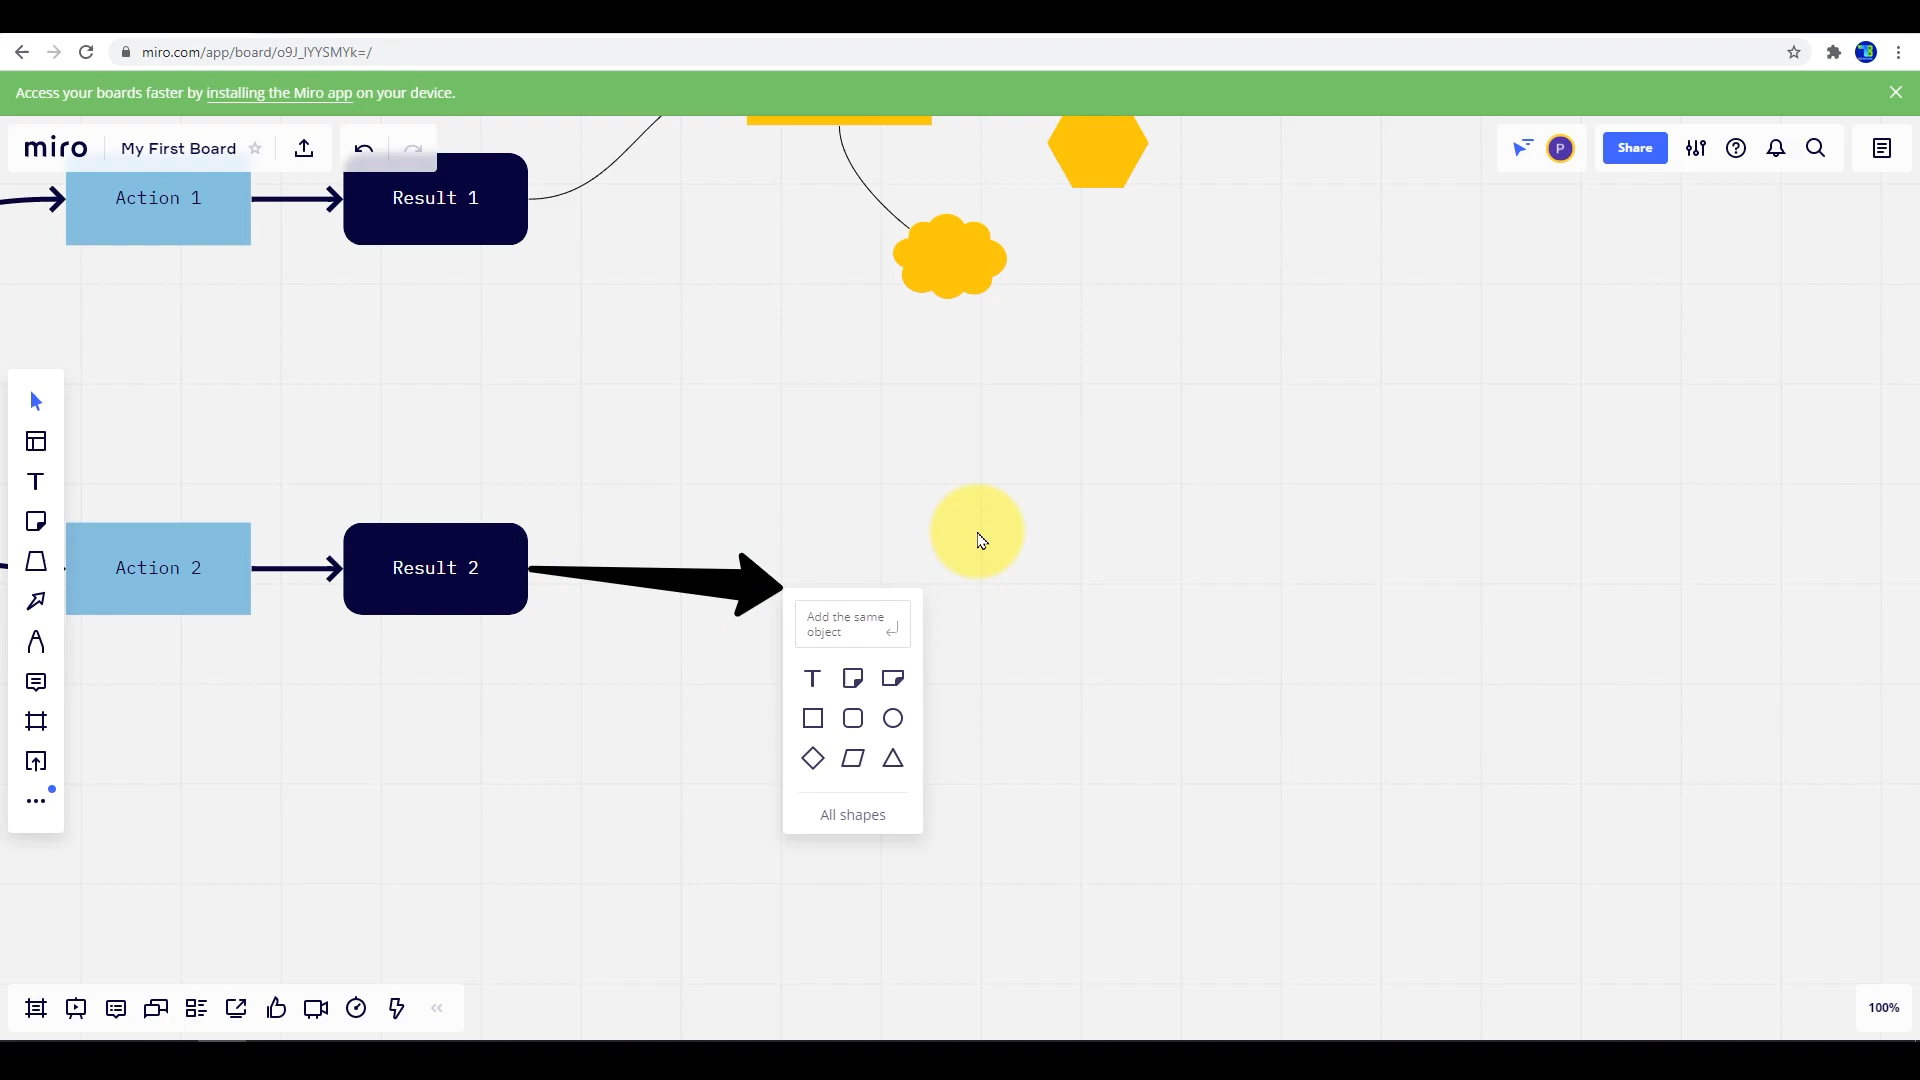 miro.com/app/board/o9J_lYYSMYk=/
Access your boards faster by installing the Miro app on your device.
miro
My First Board
P
Share
Action 1
Result 1
Action 2
Result 2
Add the same
object
All shapes
100%